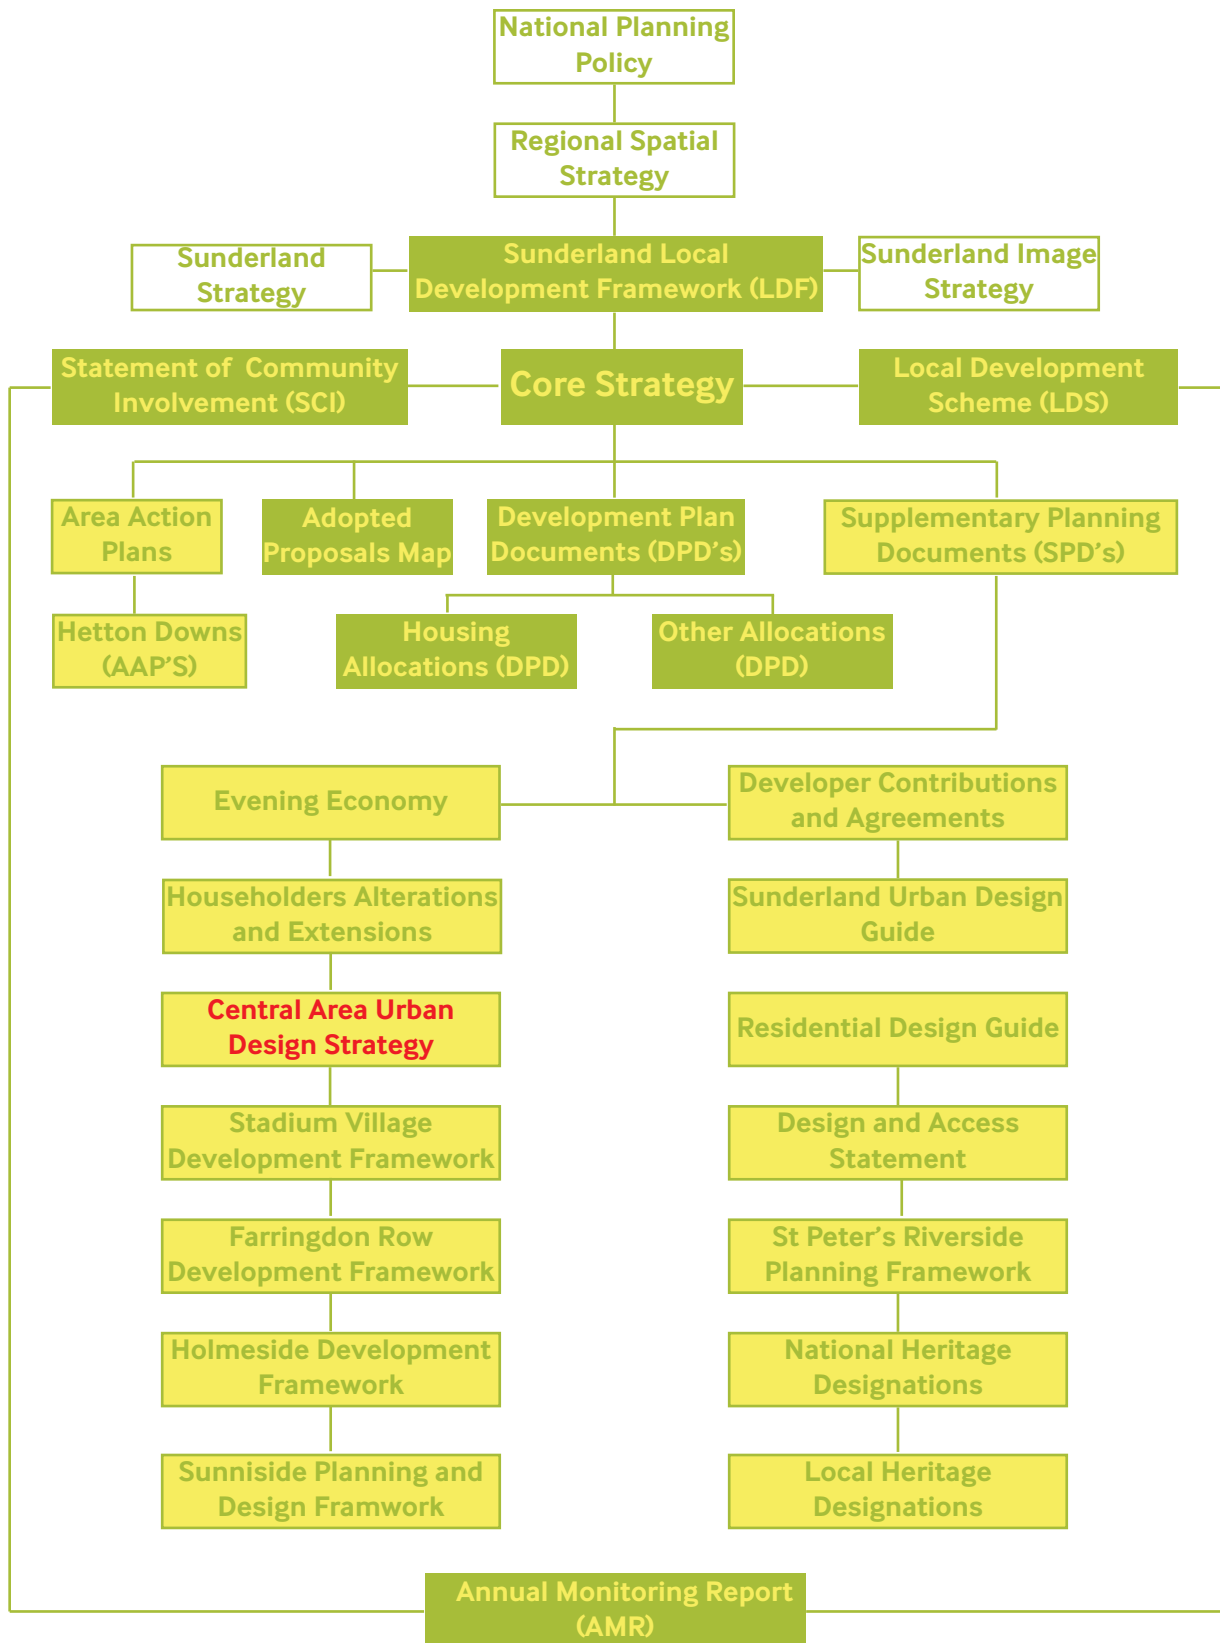 National Planning
Policy
Regional Spatial
Strategy
Sunderland
Strategy
Sunderland Local
Development Framework (LDF)
Sunderland Image
Strategy
Statement of Community
Involvement (SCI)
Core Strategy
Local Development
Scheme (LDS)
Area Action
Plans
Adopted
Proposals Map
Development Plan
Documents (DPD's)
Supplementary Planning
Documents (SPD's)
Hetton Downs
(AAP'S)
Housing
Allocations (DPD)
Other Allocations
(DPD)
Evening Economy
Developer Contributions
and Agreements
Householders Alterations
and Extensions
Sunderland Urban Design
Guide
Central Area Urban
Design Strategy
Residential Design Guide
Stadium Village
Development Framework
Design and Access
Statement
Farringdon Row
Development Framework
St Peter's Riverside
Planning Framework
Holmeside Development
Framework
National Heritage
Designations
Sunniside Planning and
Design Framwork
Local Heritage
Designations
Annual Monitoring Report
(AMR)